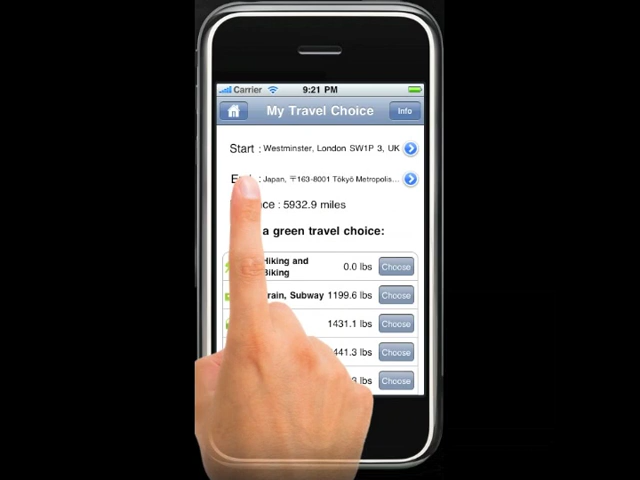 Carrier 9:21 PM
My Travel Choice Info
Start : Westminster, London SW1P 3, UK
: Japan, 〒163-8001 Tōkyō Metropolis...
: 5932.9 miles
a green travel choice:
Hiking and Biking 0.0 lbs Choose
Train, Subway 1199.6 lbs Choose
1431.1 lbs Choose
441.3 lbs Choose
lbs Choose